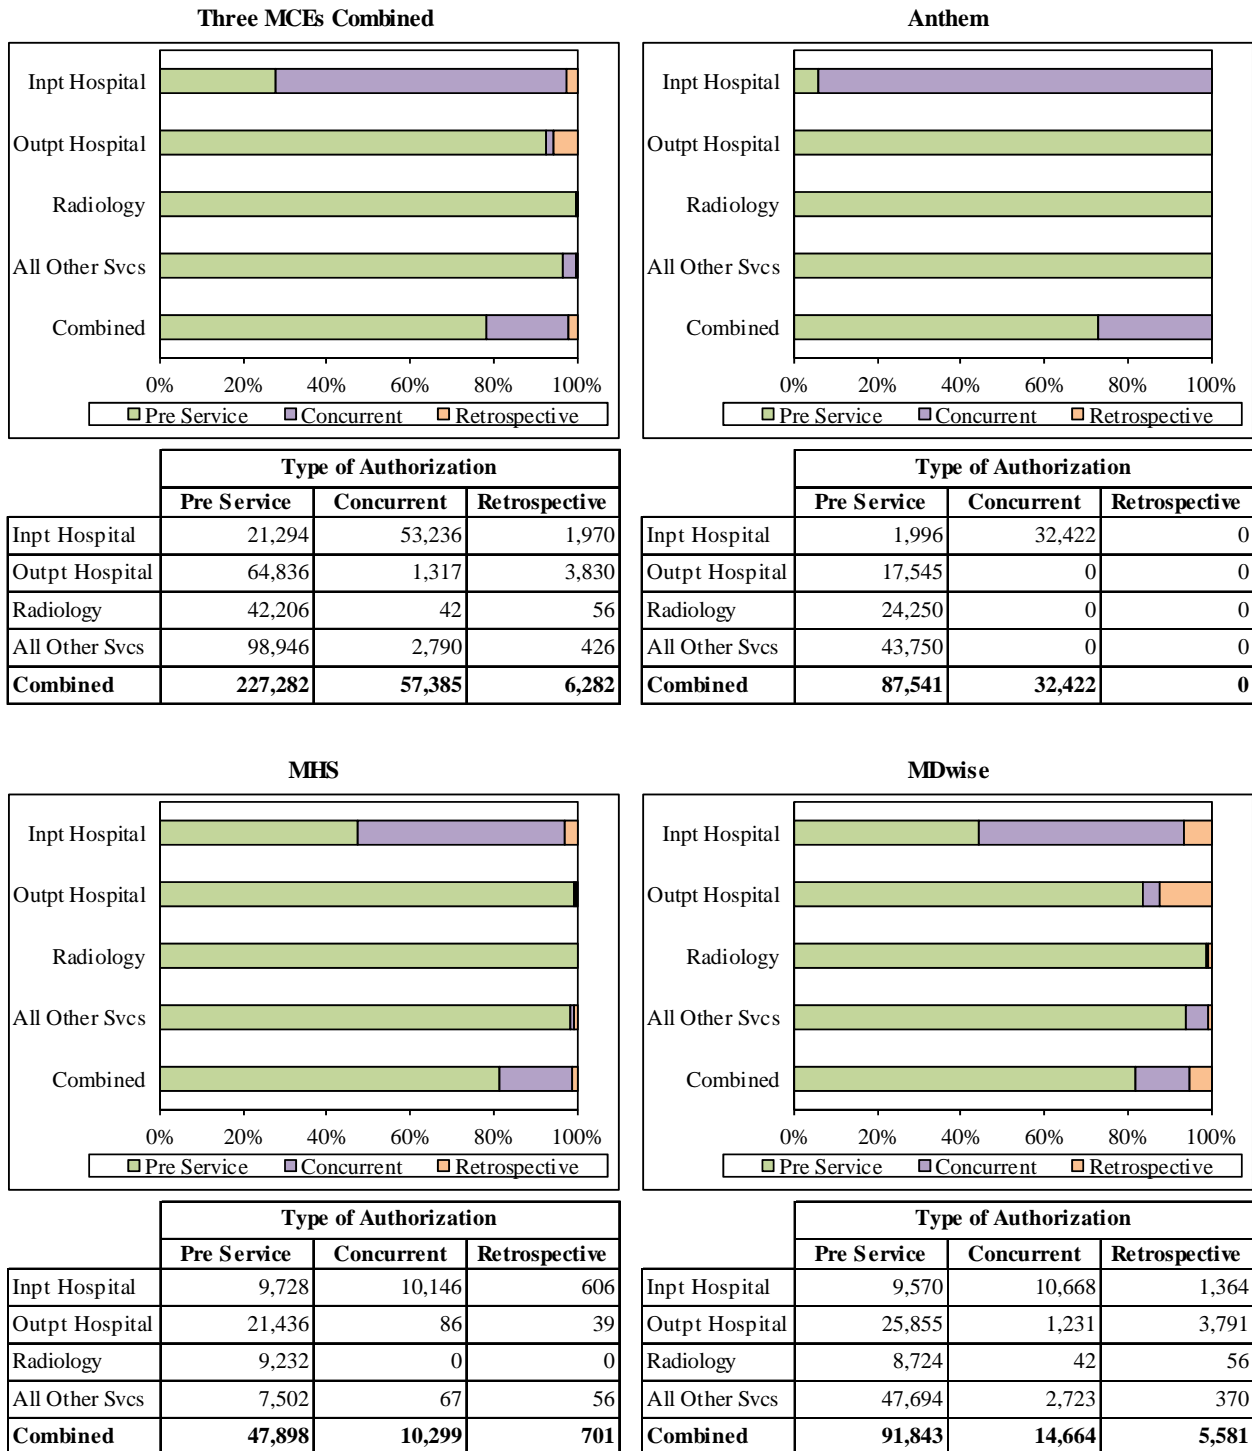 Three MCEs Combined
Inpt Hospital
Outpt Hospital
Radiology
All Other Svcs
Combined
0% 20% 40% 60% 80% 100%
Pre Service Concurrent Retrospective
Type of Authorization
Pre Service Concurrent Retrospective
Inpt Hospital 21,294 53,236 1,970
Outpt Hospital 64,836 1,317 3,830
Radiology 42,206 42 56
All Other Svcs 98,946 2,790 426
Combined 227,282 57,385 6,282
Anthem
Inpt Hospital
Outpt Hospital
Radiology
All Other Svcs
Combined
0% 20% 40% 60% 80% 100%
Pre Service Concurrent Retrospective
Type of Authorization
Pre Service Concurrent Retrospective
Inpt Hospital 1,996 32,422 0
Outpt Hospital 17,545 0 0
Radiology 24,250 0 0
All Other Svcs 43,750 0 0
Combined 87,541 32,422 0
MHS
Inpt Hospital
Outpt Hospital
Radiology
All Other Svcs
Combined
0% 20% 40% 60% 80% 100%
Pre Service Concurrent Retrospective
Type of Authorization
Pre Service Concurrent Retrospective
Inpt Hospital 9,728 10,146 606
Outpt Hospital 21,436 86 39
Radiology 9,232 0 0
All Other Svcs 7,502 67 56
Combined 47,898 10,299 701
MDwise
Inpt Hospital
Outpt Hospital
Radiology
All Other Svcs
Combined
0% 20% 40% 60% 80% 100%
Pre Service Concurrent Retrospective
Type of Authorization
Pre Service Concurrent Retrospective
Inpt Hospital 9,570 10,668 1,364
Outpt Hospital 25,855 1,231 3,791
Radiology 8,724 42 56
All Other Svcs 47,694 2,723 370
Combined 91,843 14,664 5,581